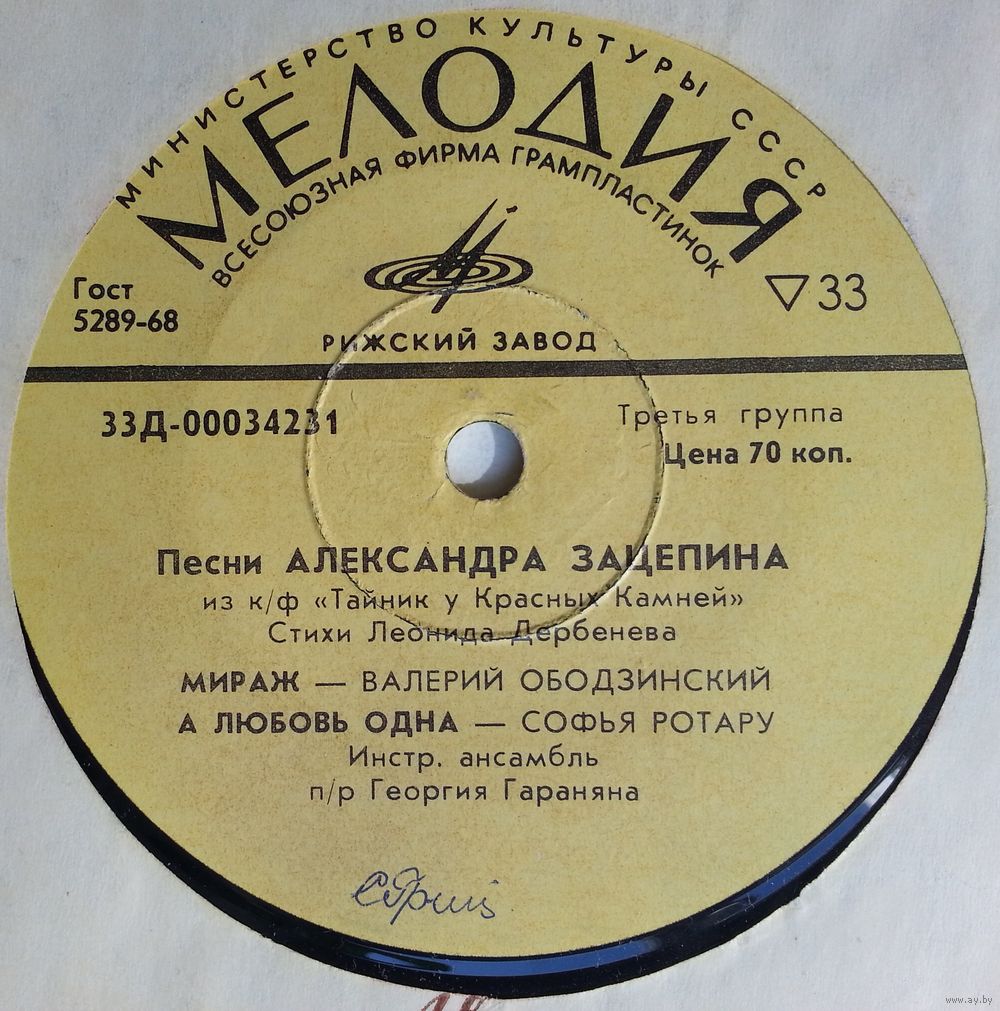 МИНИСТЕРСТВО КУЛЬТУРЫ СССР
МЕЛОДИЯ
ВСЕСОЮЗНАЯ ФИРМА ГРАМПЛАСТИНОК
Гост
5289-68
33
РИЖСКИЙ ЗАВОД
33Д-00034231
Третья группа
Цена 70 коп.
Песни АЛЕКСАНДРА ЗАЦЕПИНА
из к/ф «Тайник у Красных Камней»
Стихи Леонида Дербенева
МИРАЖ — ВАЛЕРИЙ ОБОДЗИНСКИЙ
А ЛЮБОВЬ ОДНА — СОФЬЯ РОТАРУ
Инстр. ансамбль
п/р Георгия Гараняна
www.ay.by